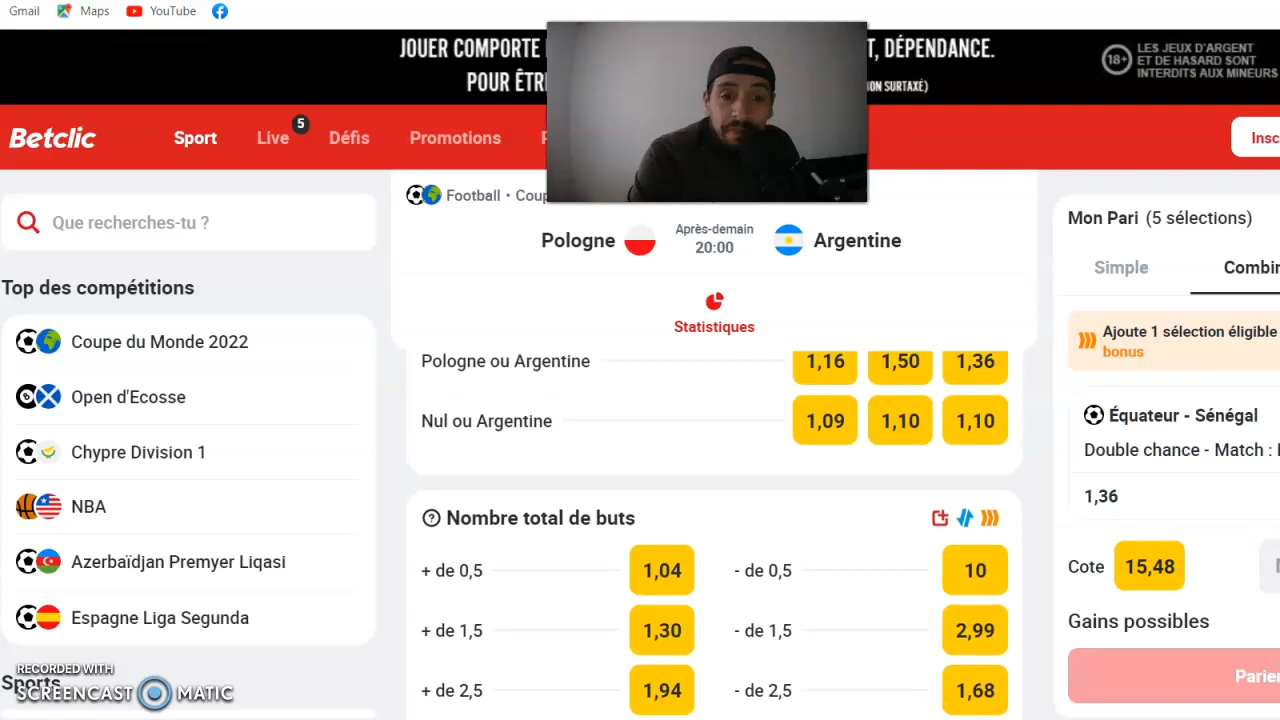 Gmail Maps YouTube
JOUER COMPORTE T, DÉPENDANCE.
POUR ÊTR ON SURTAXÉ)
18+ LES JEUX D'ARGENT
ET DE HASARD SONT
INTERDITS AUX MINEURS
Betclic Sport Live 5 Défis Promotions Insc
Que recherches-tu ?
Top des compétitions
Coupe du Monde 2022
Open d'Ecosse
Chypre Division 1
NBA
Azerbaïdjan Premyer Liqasi
Espagne Liga Segunda
Sports
RECORDED WITH
SCREENCAST MATIC
Football • Coup
Pologne Après-demain Argentine
20:00
Statistiques
Pologne ou Argentine 1,16 1,50 1,36
Nul ou Argentine 1,09 1,10 1,10
Nombre total de buts
+ de 0,5 1,04 - de 0,5 10
+ de 1,5 1,30 - de 1,5 2,99
+ de 2,5 1,94 - de 2,5 1,68
Mon Pari (5 sélections)
Simple Combin
Ajoute 1 sélection éligible
bonus
Équateur - Sénégal
Double chance - Match :
1,36
Cote 15,48
Gains possibles
Parier